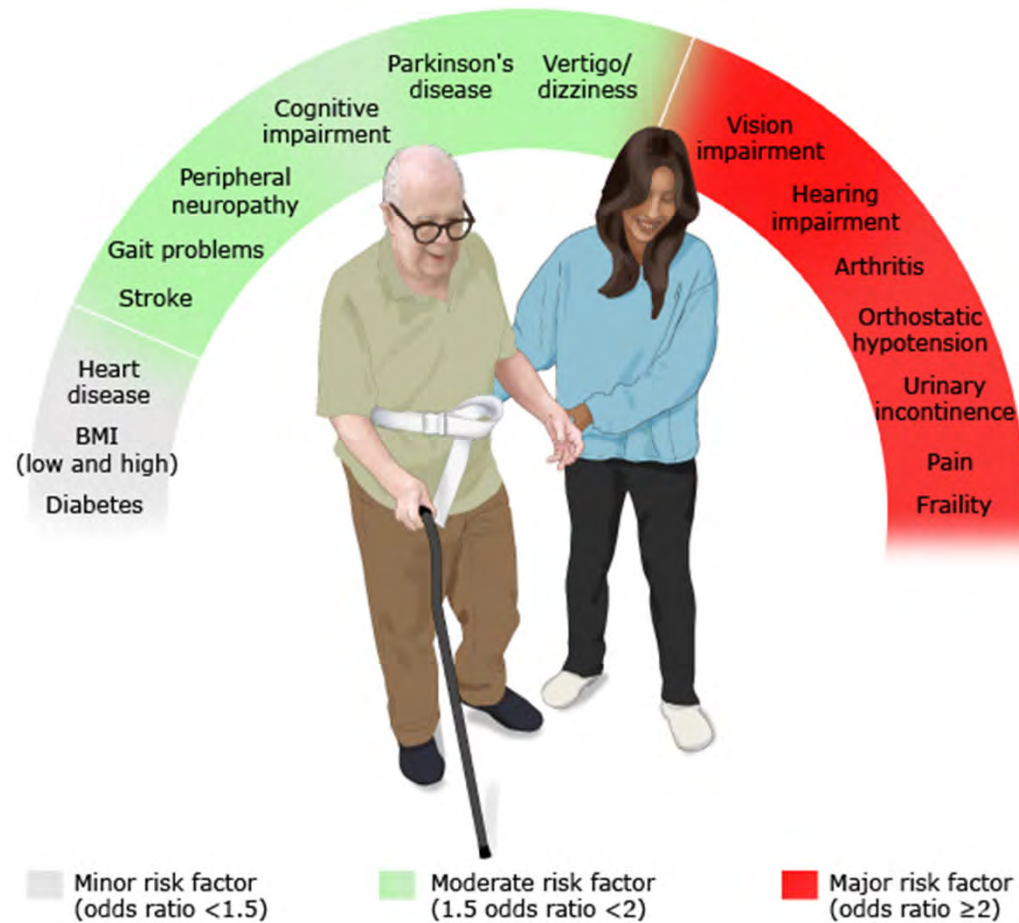 Parkinson's
disease
Vertigo/
dizziness
Cognitive
impairment
Peripheral
neuropathy
Gait problems
Stroke
Heart
disease
BMI
(low and high)
Diabetes
Vision
impairment
Hearing
impairment
Arthritis
Orthostatic
hypotension
Urinary
incontinence
Pain
Fraility
Minor risk factor
(odds ratio <1.5)
Moderate risk factor
(1.5 odds ratio <2)
Major risk factor
(odds ratio ≥2)